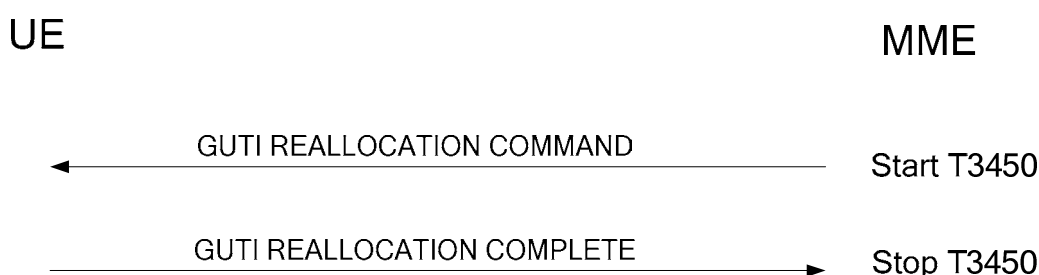 UE
MME
GUTI REALLOCATION COMMAND
Start T3450
GUTI REALLOCATION COMPLETE
Stop T3450